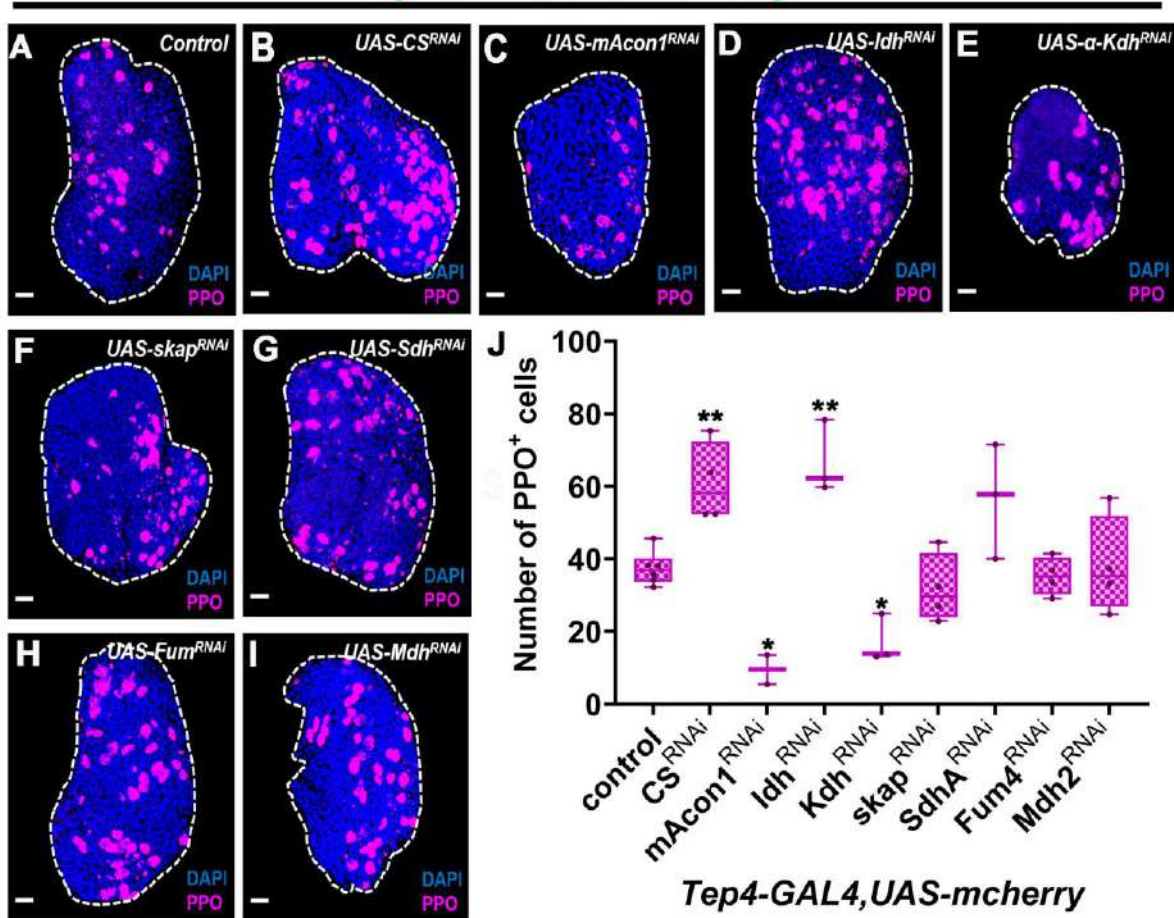 A Control
DAPI
PPO
B UAS-CS^RNAi
DAPI
PPO
C UAS-mAcon1^RNAi
DAPI
PPO
D UAS-Idh^RNAi
DAPI
PPO
E UAS-α-Kdh^RNAi
DAPI
PPO
F UAS-skap^RNAi
DAPI
PPO
G UAS-Sdh^RNAi
DAPI
PPO
H UAS-Fum^RNAi
DAPI
PPO
I UAS-Mdh^RNAi
DAPI
PPO
J
Number of PPO⁺ cells
100
80
60
40
20
0
** * ** *
control
CS^RNAi
mAcon1^RNAi
Idh^RNAi
Kdh^RNAi
skap^RNAi
SdhA^RNAi
Fum4^RNAi
Mdh2^RNAi
Tep4-GAL4,UAS-mcherry